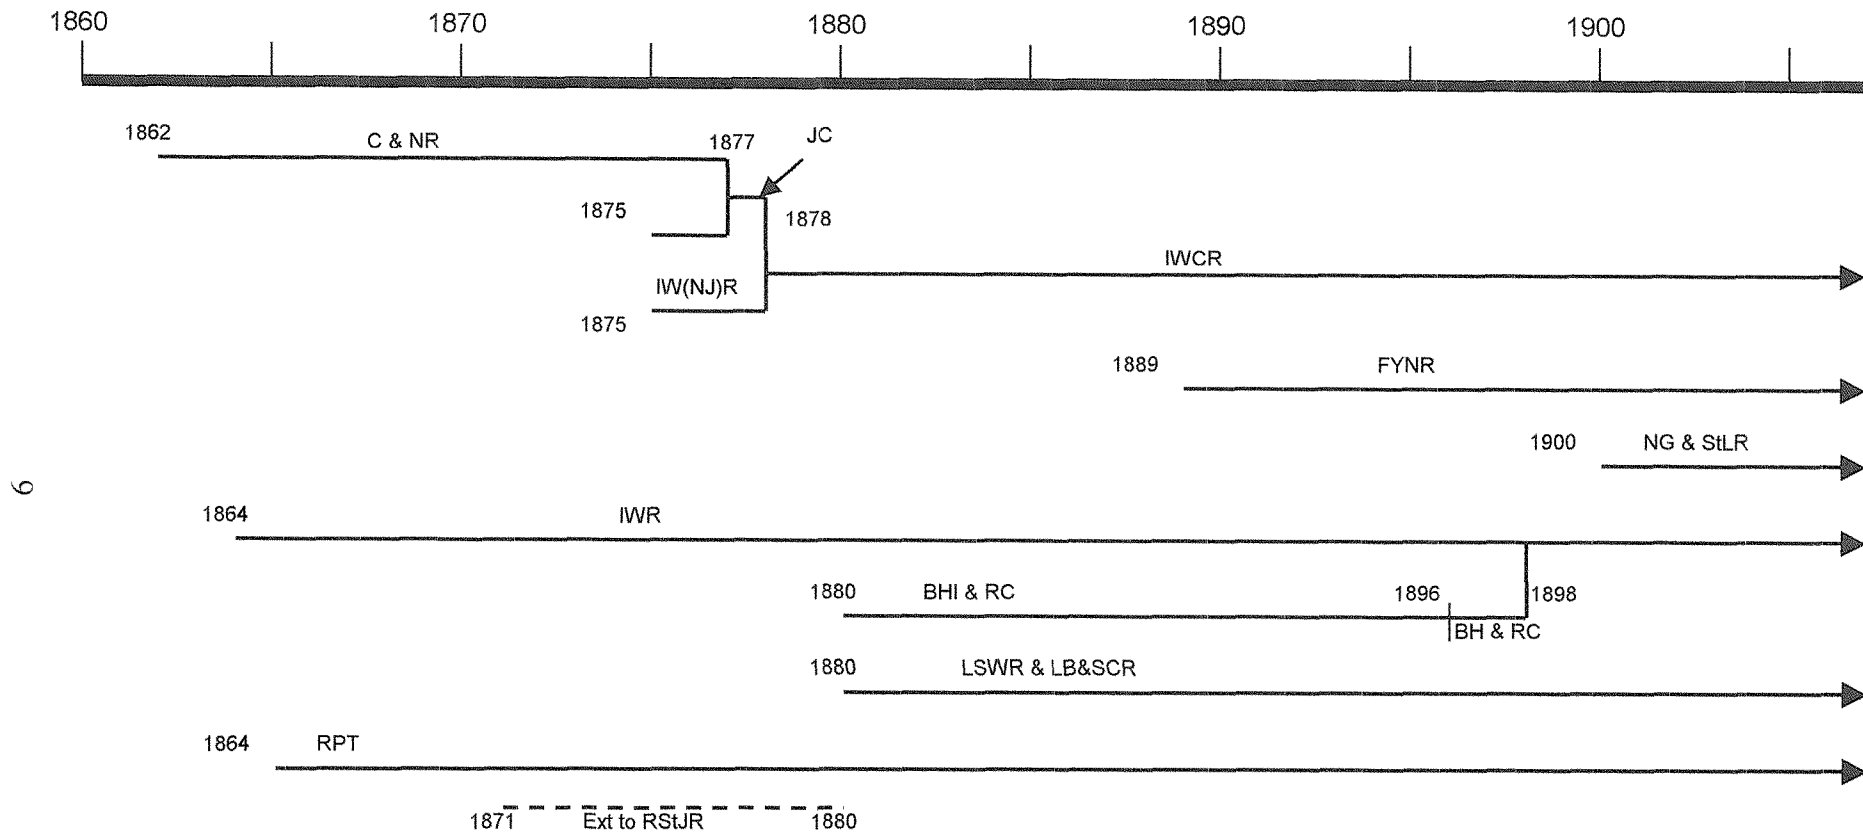 1860 1870 1880 1890 1900
1862 C & NR 1877 JC
1875 1878
IWCR
IW(NJ)R
1875
1889 FYNR
1900 NG & StLR
6
1864 IWR
1880 BHI & RC 1896 1898
BH & RC
1880 LSWR & LB&SCR
1864 RPT
1871 Ext to RStJR 1880